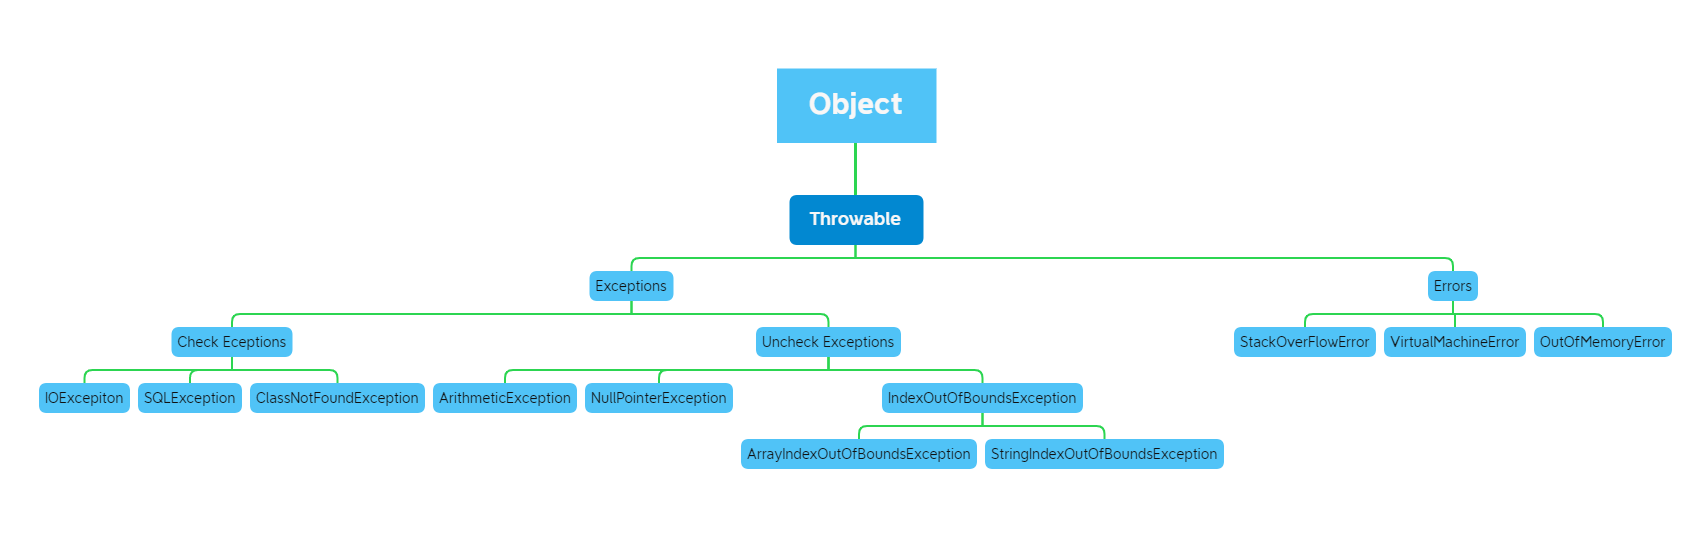 Object
Throwable
Exceptions
Errors
Check Eceptions
Uncheck Exceptions
StackOverFlowError
VirtualMachineError
OutOfMemoryError
IOExcepiton
SQLException
ClassNotFoundException
ArithmeticException
NullPointerException
IndexOutOfBoundsException
ArrayIndexOutOfBoundsException
StringIndexOutOfBoundsException